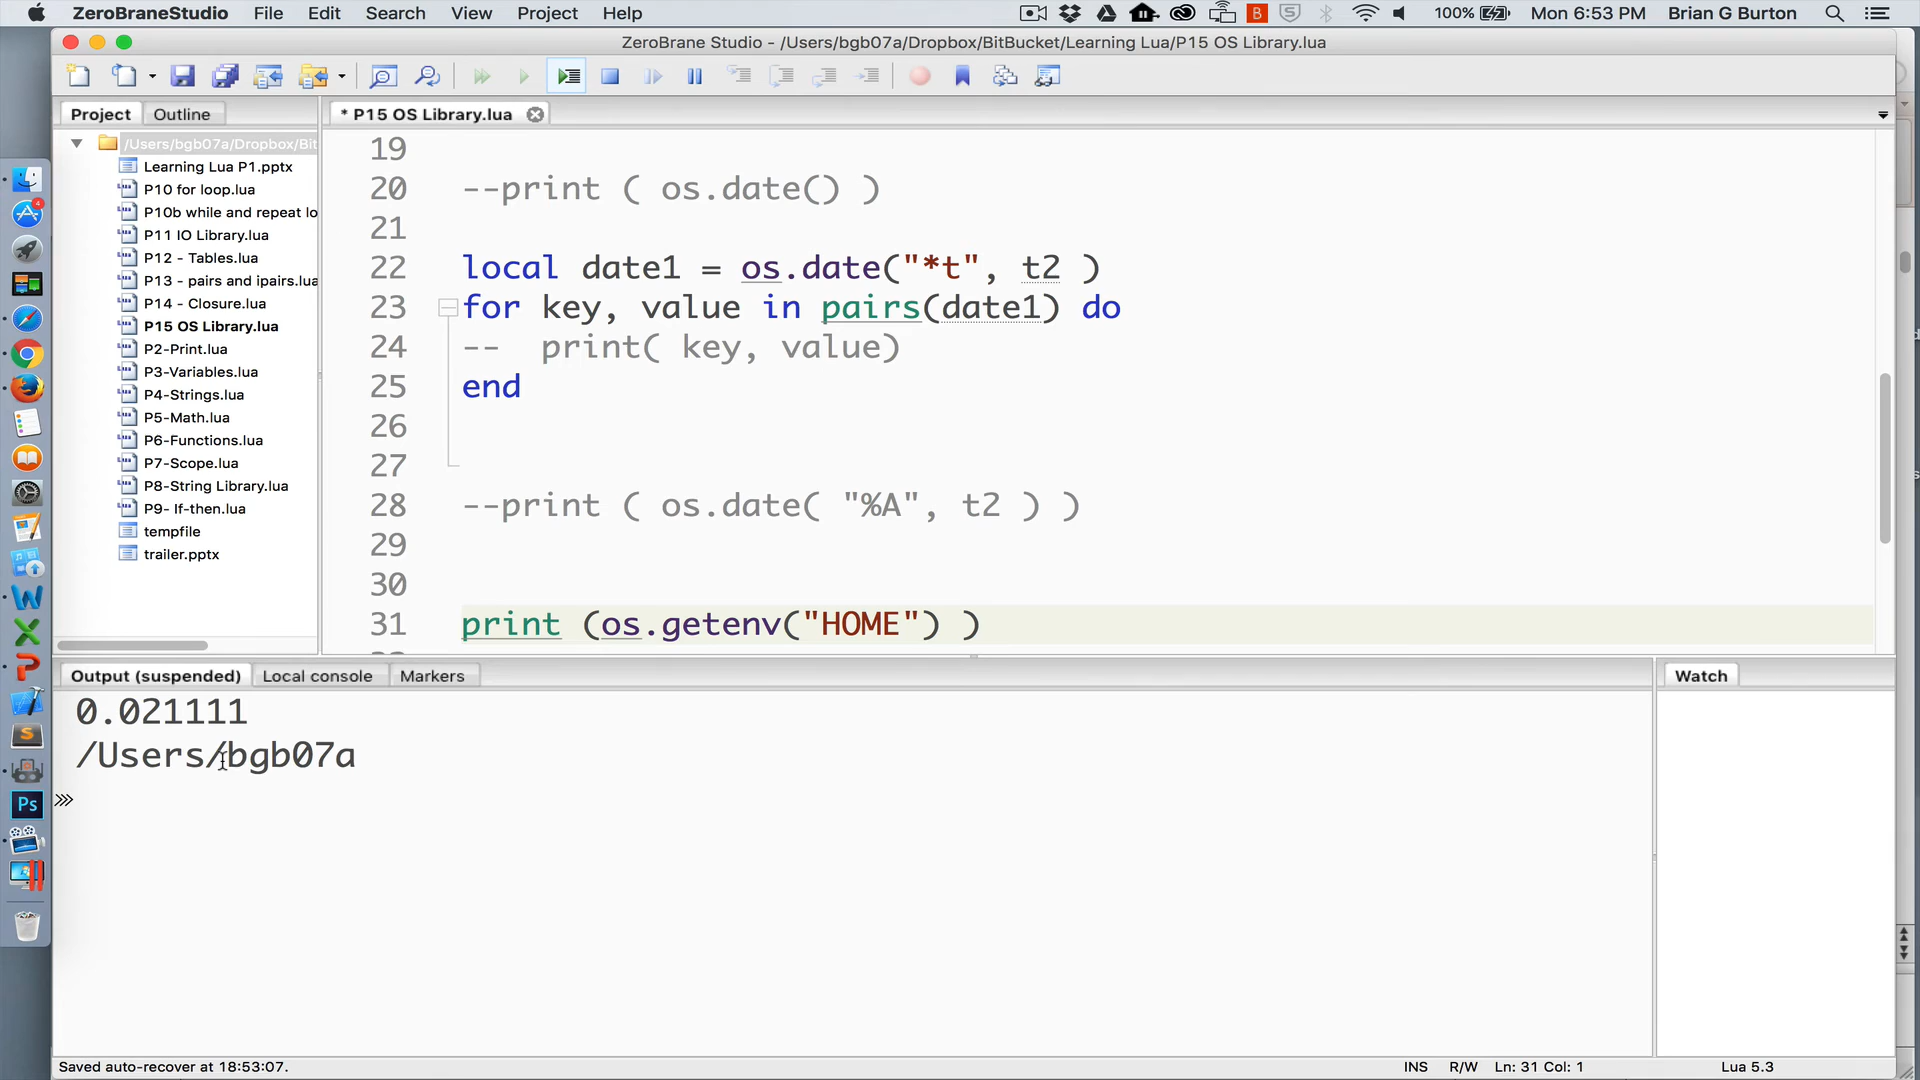 ZeroBraneStudio File Edit Search View Project Help 100% Mon 6:53 PM Brian G Burton
ZeroBrane Studio - /Users/bgb07a/Dropbox/BitBucket/Learning Lua/P15 OS Library.lua
Project Outline
* P15 OS Library.lua
/Users/bgb07a/Dropbox/Bit
Learning Lua P1.pptx
P10 for loop.lua
P10b while and repeat lo
P11 IO Library.lua
P12 - Tables.lua
P13 - pairs and ipairs.lua
P14 - Closure.lua
P15 OS Library.lua
P2-Print.lua
P3-Variables.lua
P4-Strings.lua
P5-Math.lua
P6-Functions.lua
P7-Scope.lua
P8-String Library.lua
P9- If-then.lua
tempfile
trailer.pptx
19
20 --print ( os.date() )
21
22 local date1 = os.date("*t", t2 )
23 for key, value in pairs(date1) do
24 --  print( key, value)
25 end
26
27
28 --print ( os.date( "%A", t2 ) )
29
30
31 print (os.getenv("HOME") )
Output (suspended) Local console Markers
Watch
0.021111
/Users/bgb07a
Saved auto-recover at 18:53:07. INS R/W Ln: 31 Col: 1 Lua 5.3